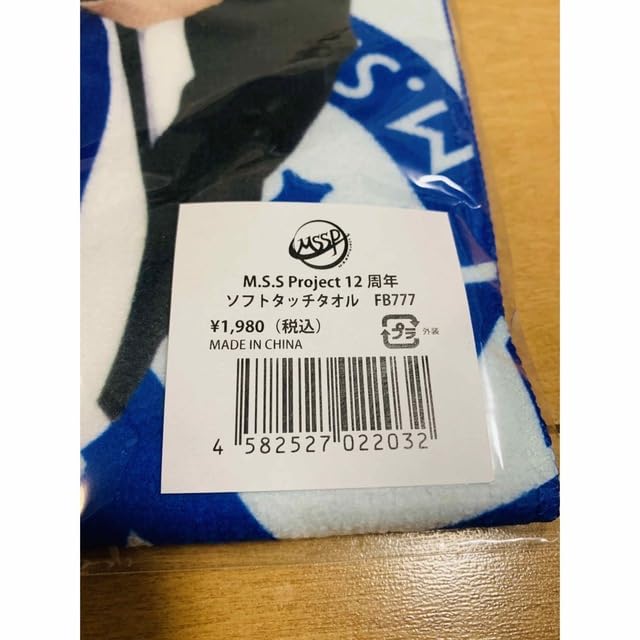 M.S.
MSSP
M.S.S Project 12 周年
ソフトタッチタオル FB777
¥1,980（税込）
プラ 外装
MADE IN CHINA
4 582527 022032